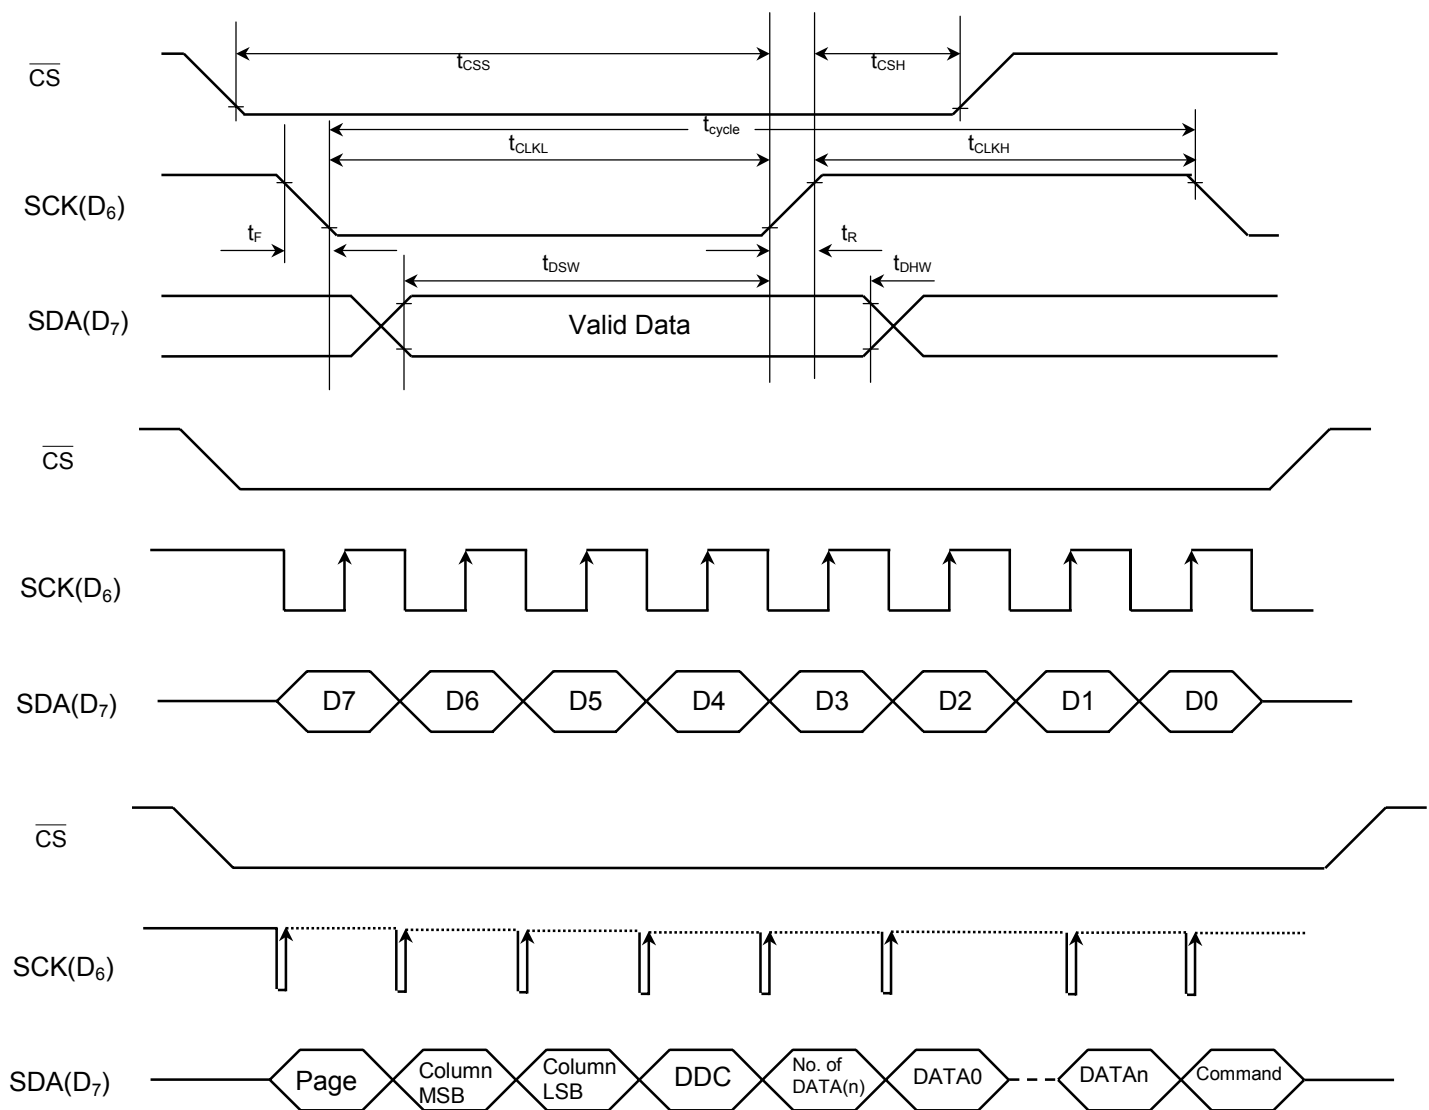 CS
tCSS
tCSH
tcycle
tCLKL
tCLKH
SCK(D6)
tF
tR
tDSW
tDHW
SDA(D7)
Valid Data
CS
SCK(D6)
SDA(D7)
D7 D6 D5 D4 D3 D2 D1 D0
CS
SCK(D6)
SDA(D7)
Page
Column
MSB
Column
LSB
DDC
No. of
DATA(n)
DATA0
DATAn
Command